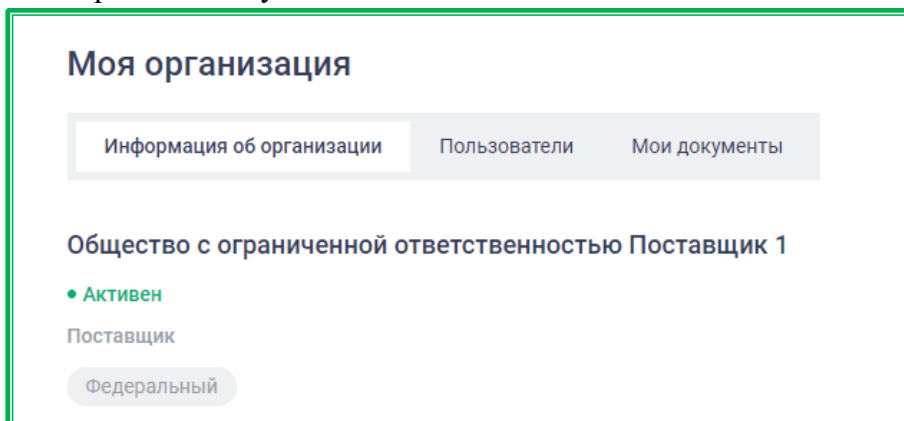 Моя организация
Информация об организации Пользователи Мои документы
Общество с ограниченной ответственностью Поставщик 1
• Активен
Поставщик
Федеральный